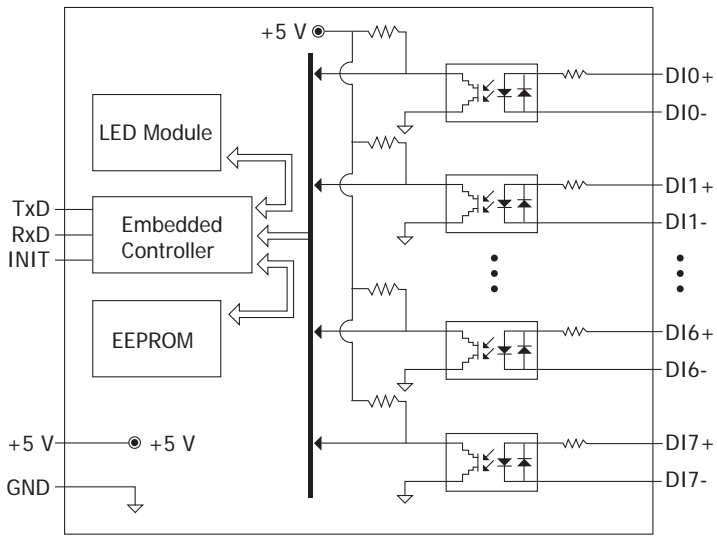 +5 V
DI0+
LED Module
DI0-
DI1+
TxD
RxD
INIT
Embedded
Controller
DI1-
EEPROM
DI6+
DI6-
+5 V
+5 V
DI7+
GND
DI7-